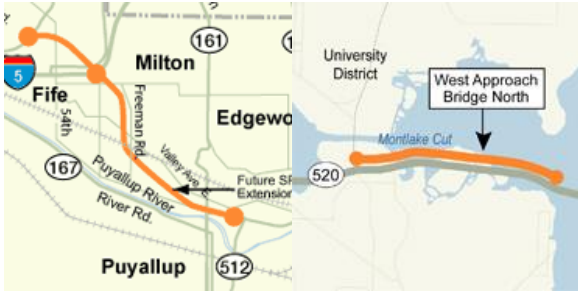 161
Milton
5
Fife
54th
Freeman Rd.
Edgewo
167
Valley Ave. E.
Puyallup River
River Rd.
Future SR
Extension
Puyallup
512
University
District
West Approach
Bridge North
Montlake Cut
520